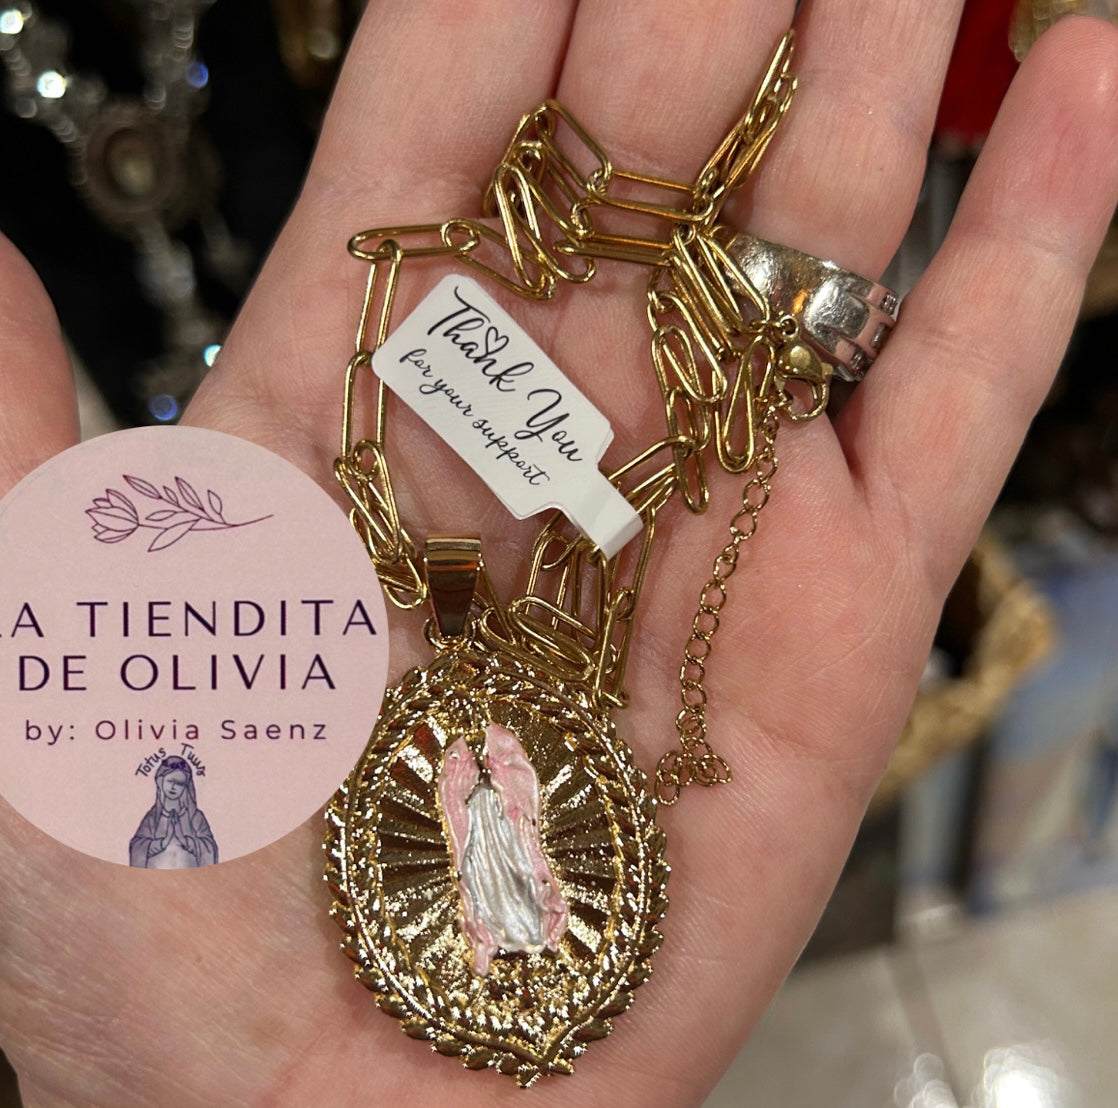 Thank You
for your support
LA TIENDITA
DE OLIVIA
by: Olivia Saenz
Totus Tuus